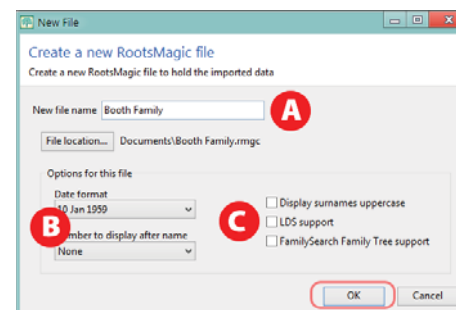 New File
Create a new RootsMagic file
Create a new RootsMagic file to hold the imported data
New file name Booth Family
A
File location... Documents\Booth Family.rmgc
Options for this file
Date format
10 Jan 1959
B
to display after name
None
C
Display surnames uppercase
LDS support
FamilySearch Family Tree support
OK Cancel